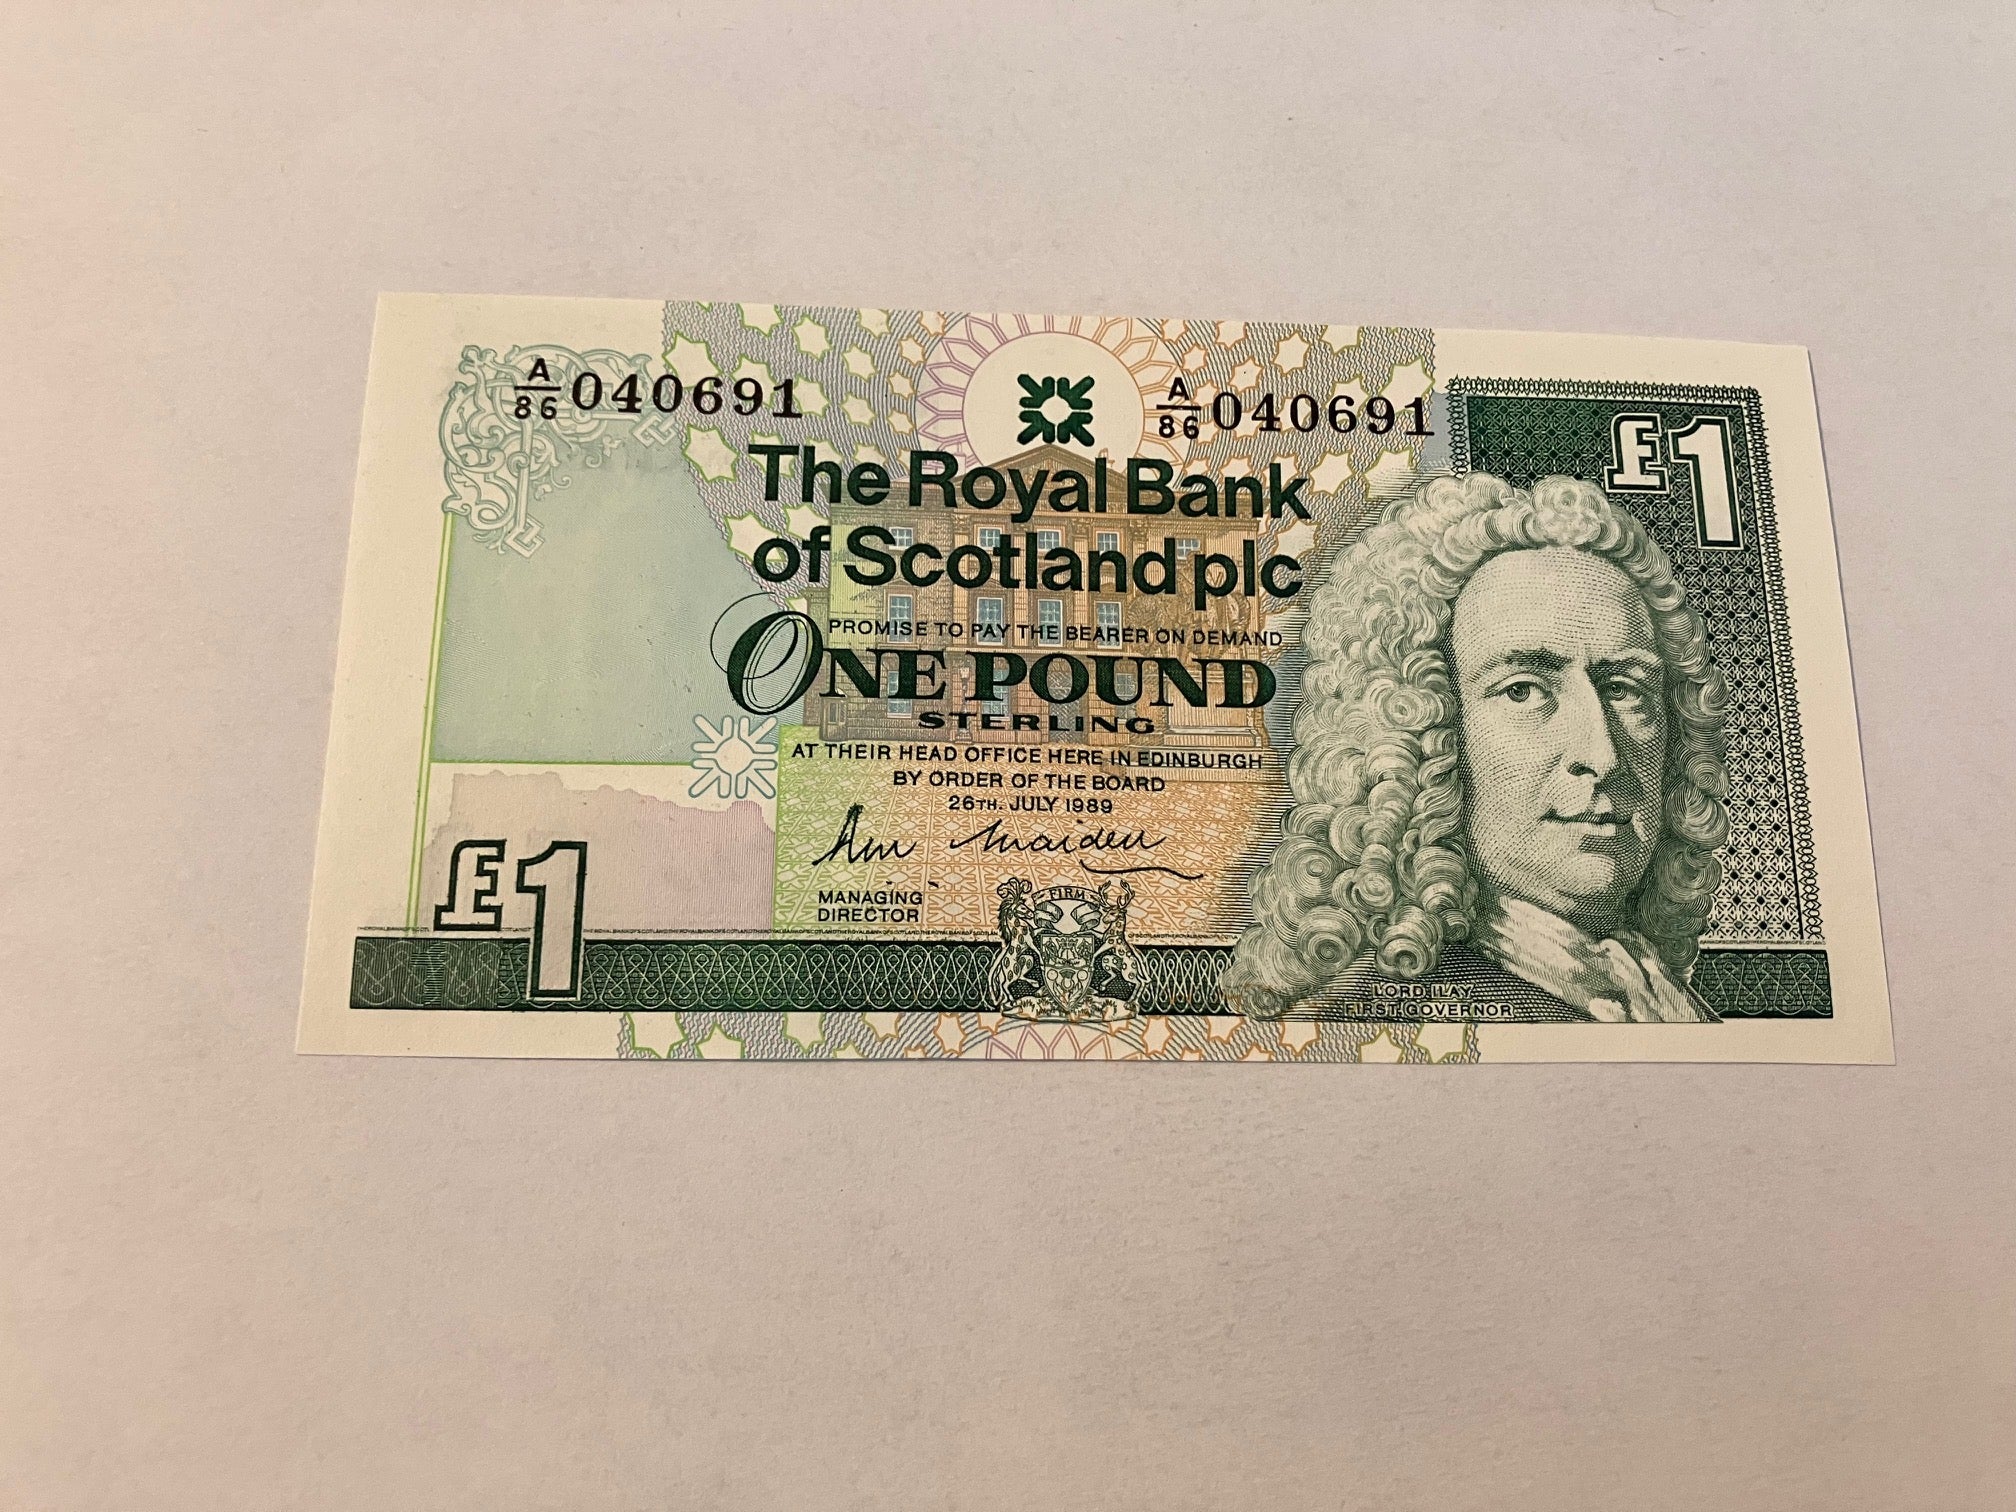 A/86 040691
A/86 040691
£1
The Royal Bank
of Scotland plc
PROMISE TO PAY THE BEARER ON DEMAND
ONE POUND
STERLING
AT THEIR HEAD OFFICE HERE IN EDINBURGH
BY ORDER OF THE BOARD
26TH. JULY 1989
MANAGING
DIRECTOR
£1
FIRM
LORD ILAY
FIRST GOVERNOR